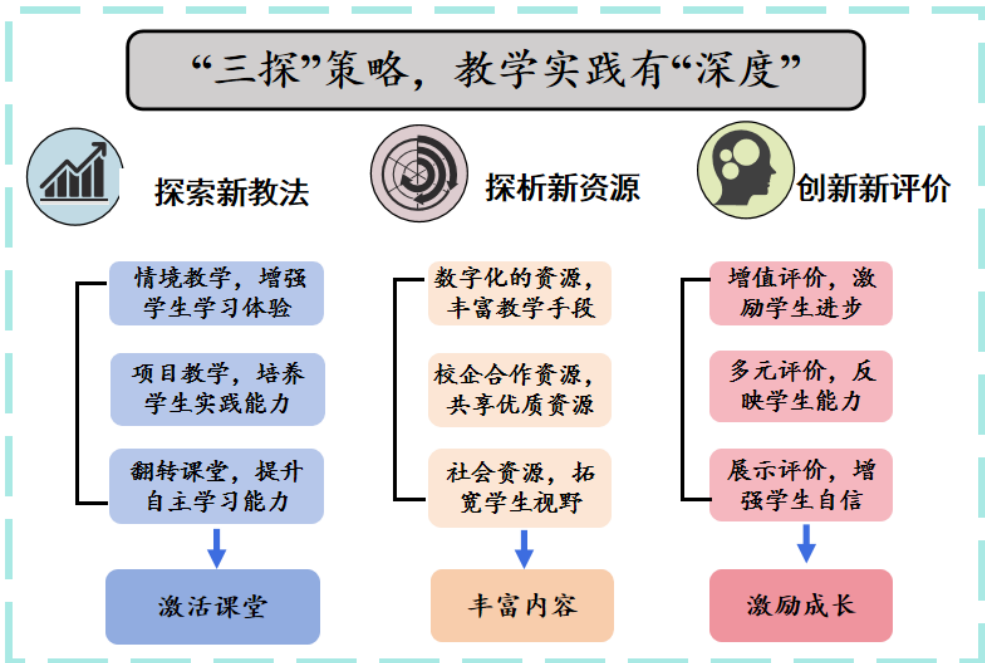 “三探”策略，教学实践有“深度”
探索新教法
探析新资源
创新新评价
情境教学，增强
学生学习体验
项目教学，培养
学生实践能力
翻转课堂，提升
自主学习能力
激活课堂
数字化的资源，
丰富教学手段
校企合作资源，
共享优质资源
社会资源，拓
宽学生视野
丰富内容
增值评价，激
励学生进步
多元评价，反
映学生能力
展示评价，增
强学生自信
激励成长